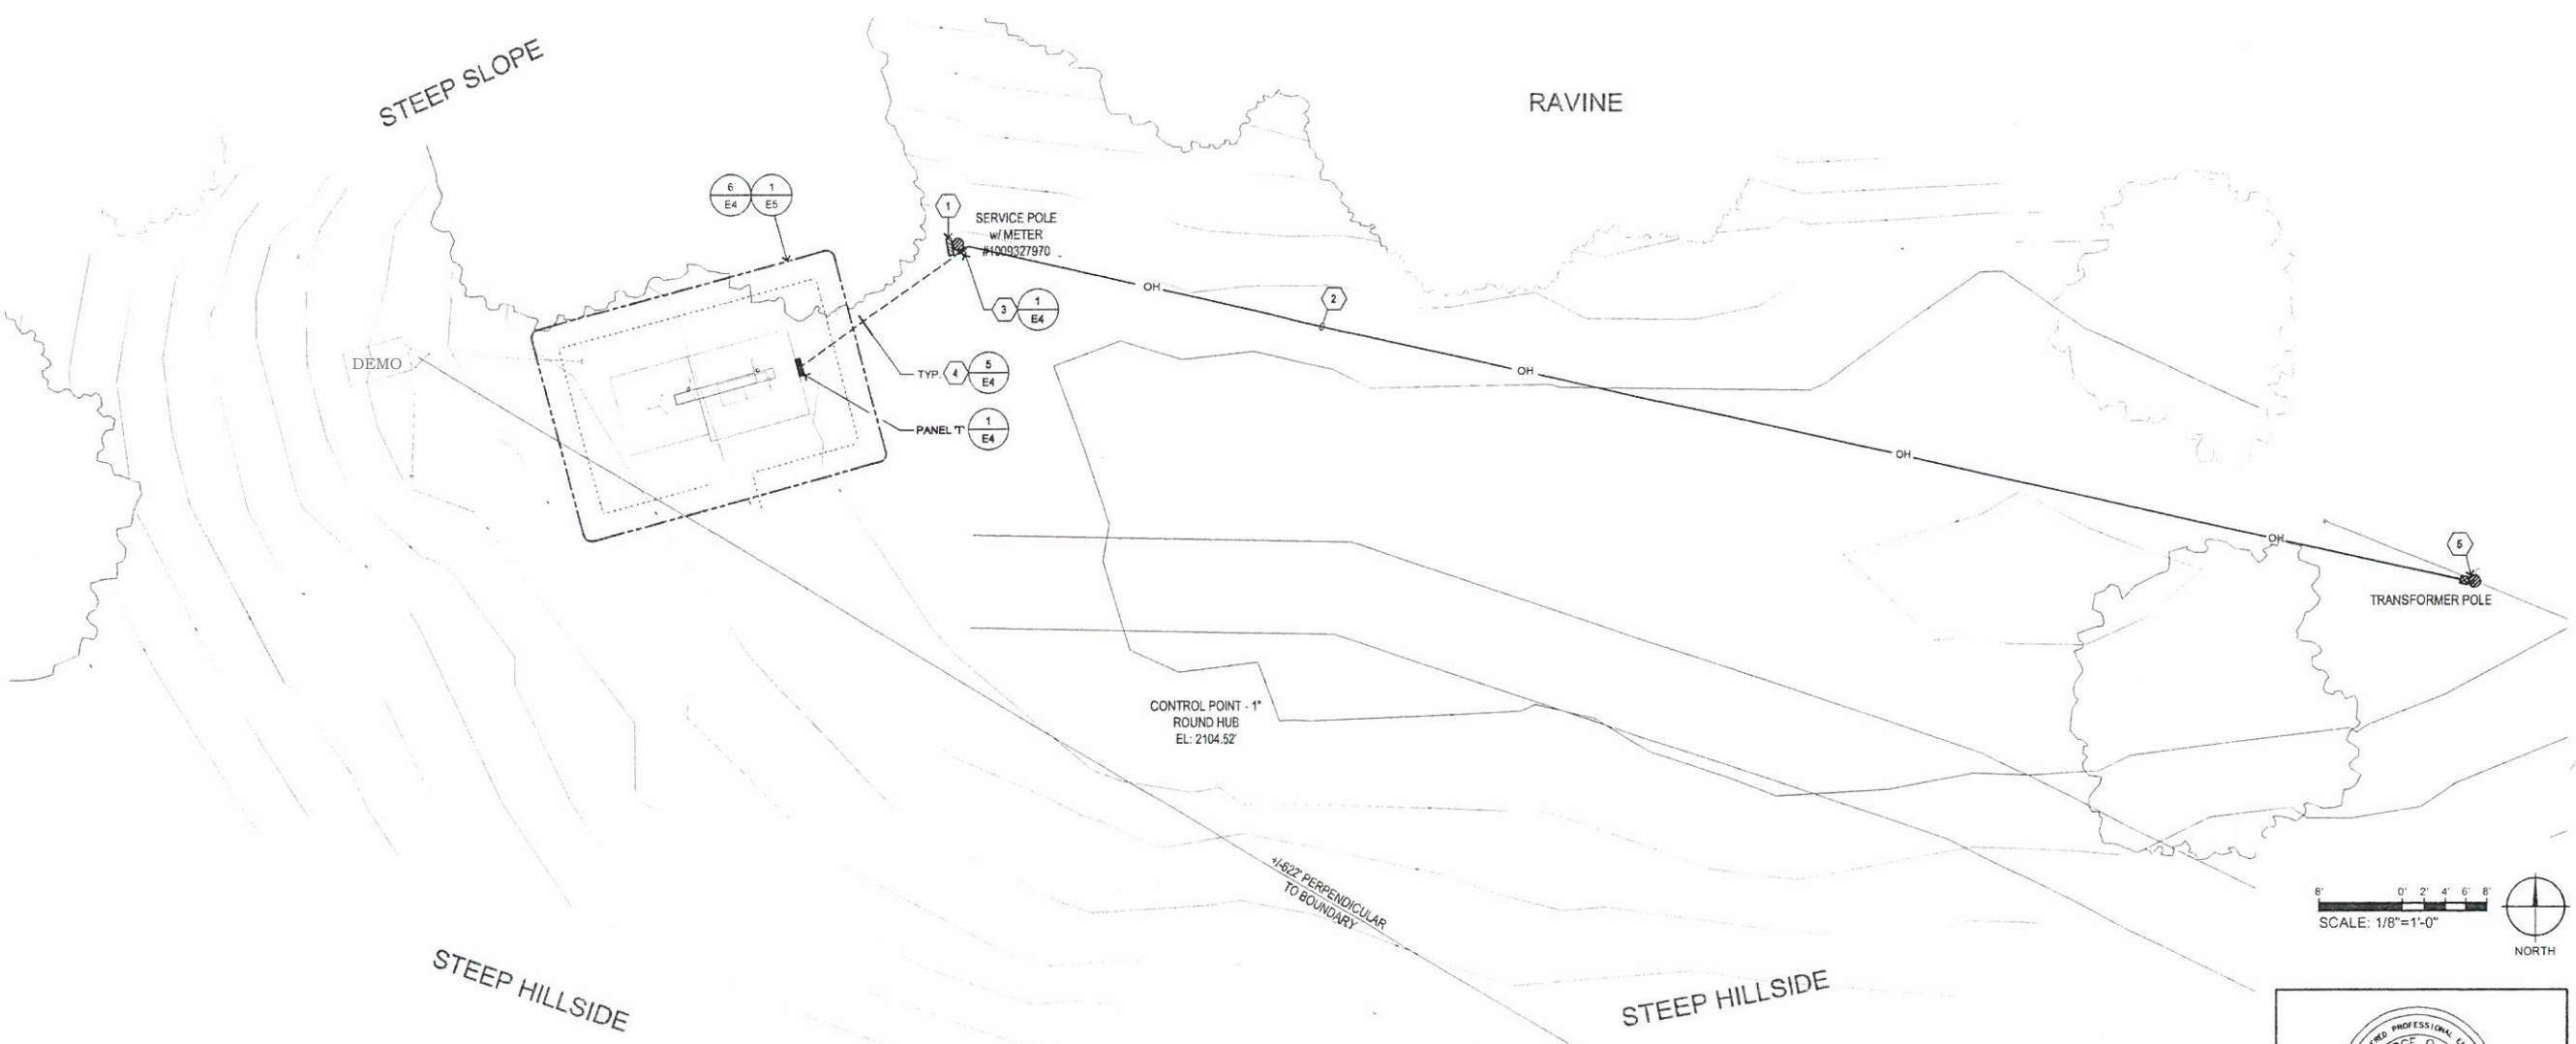 STEEP SLOPE
RAVINE
6
E4
1
E5
1
SERVICE POLE
w/ METER
#1009327970
OH
2
3
1
E4
DEMO
TYP.
4
5
E4
OH
PANEL 'T'
1
E4
OH
OH
5
TRANSFORMER POLE
CONTROL POINT - 1"
ROUND HUB
EL: 2104.52'
+/-622' PERPENDICULAR
TO BOUNDARY
8' 0' 2' 4' 6' 8'
SCALE: 1/8"=1'-0"
NORTH
STEEP HILLSIDE
STEEP HILLSIDE
PROFESSIONAL